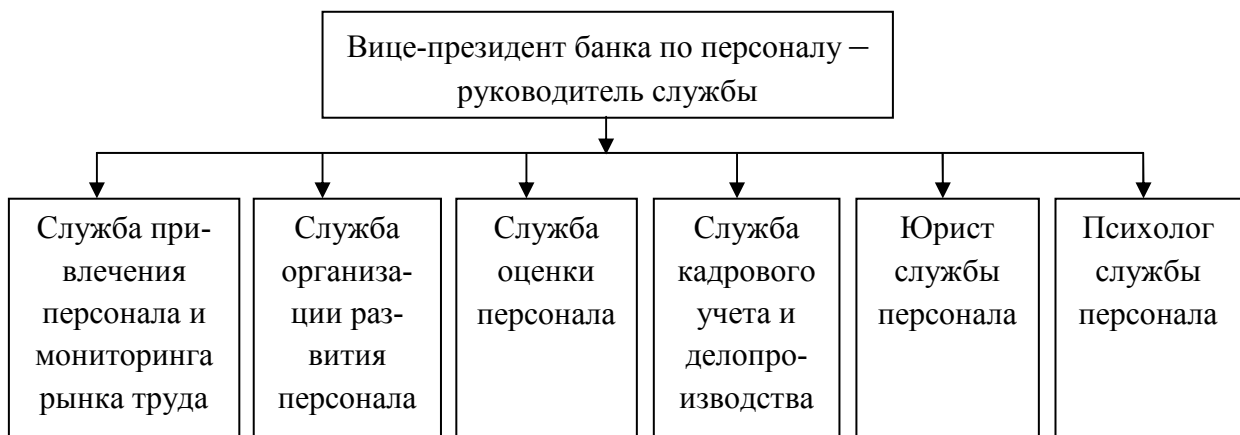 Вице-президент банка по персоналу –
руководитель службы
Служба при-
влечения
персонала и
мониторинга
рынка труда
Служба
организа-
ции раз-
вития
персонала
Служба
оценки
персонала
Служба
кадрового
учета и
делопро-
изводства
Юрист
службы
персонала
Психолог
службы
персонала